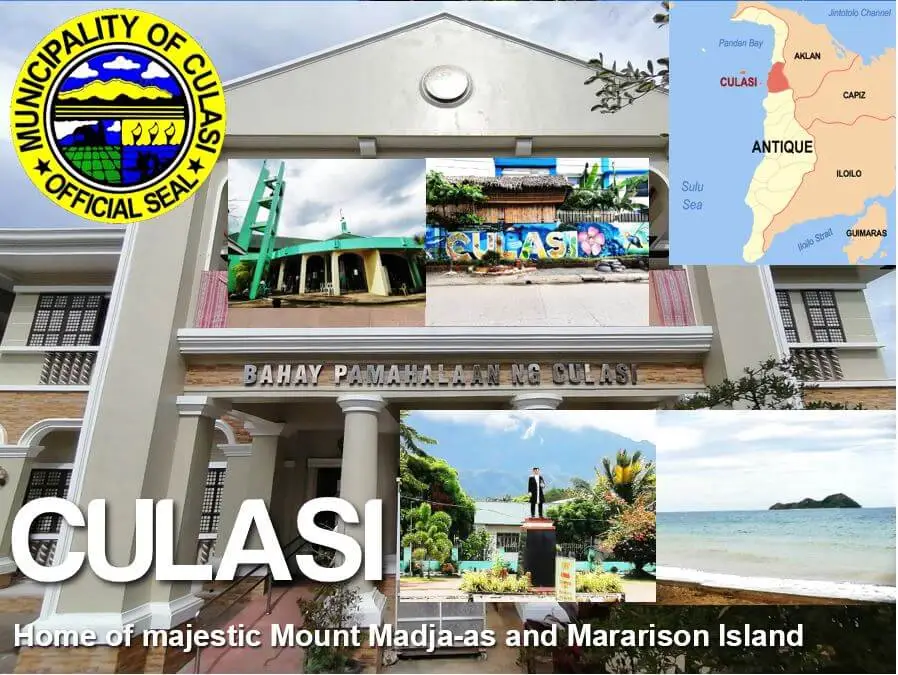 MUNICIPALITY OF CULASI
OFFICIAL SEAL
Jintotolo Channel
Pandan Bay
AKLAN
CULASI
CAPIZ
ANTIQUE
ILOILO
Sulu
Sea
Iloilo Strait
GUIMARAS
CULASI
BAHAY PAMAHALAAN NG CULASI
CULASI
Home of majestic Mount Madja-as and Mararison Island